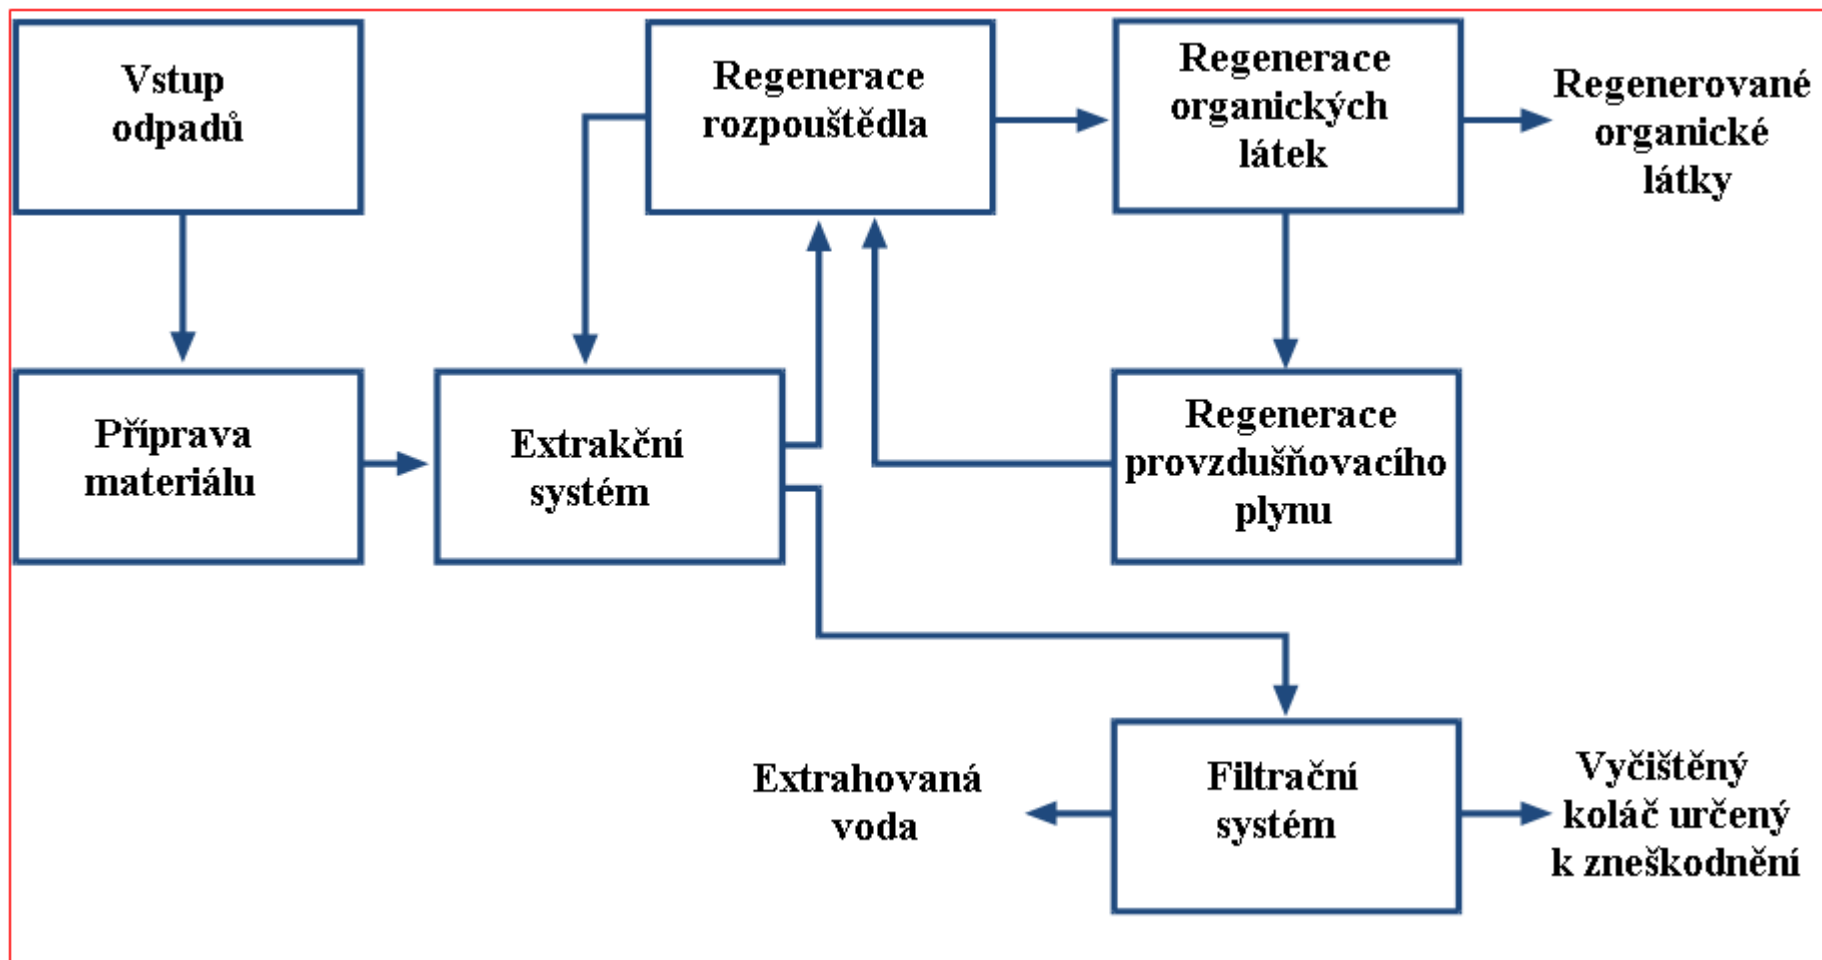 Vstup
odpadů
Regenerace
rozpouštědla
Regenerace
organických
látek
Regenerované
organické
látky
Příprava
materiálu
Extrakční
systém
Regenerace
provzdušňovacího
plynu
Extrahovaná
voda
Filtrační
systém
Vyčištěný
koláč určený
k zneškodnění